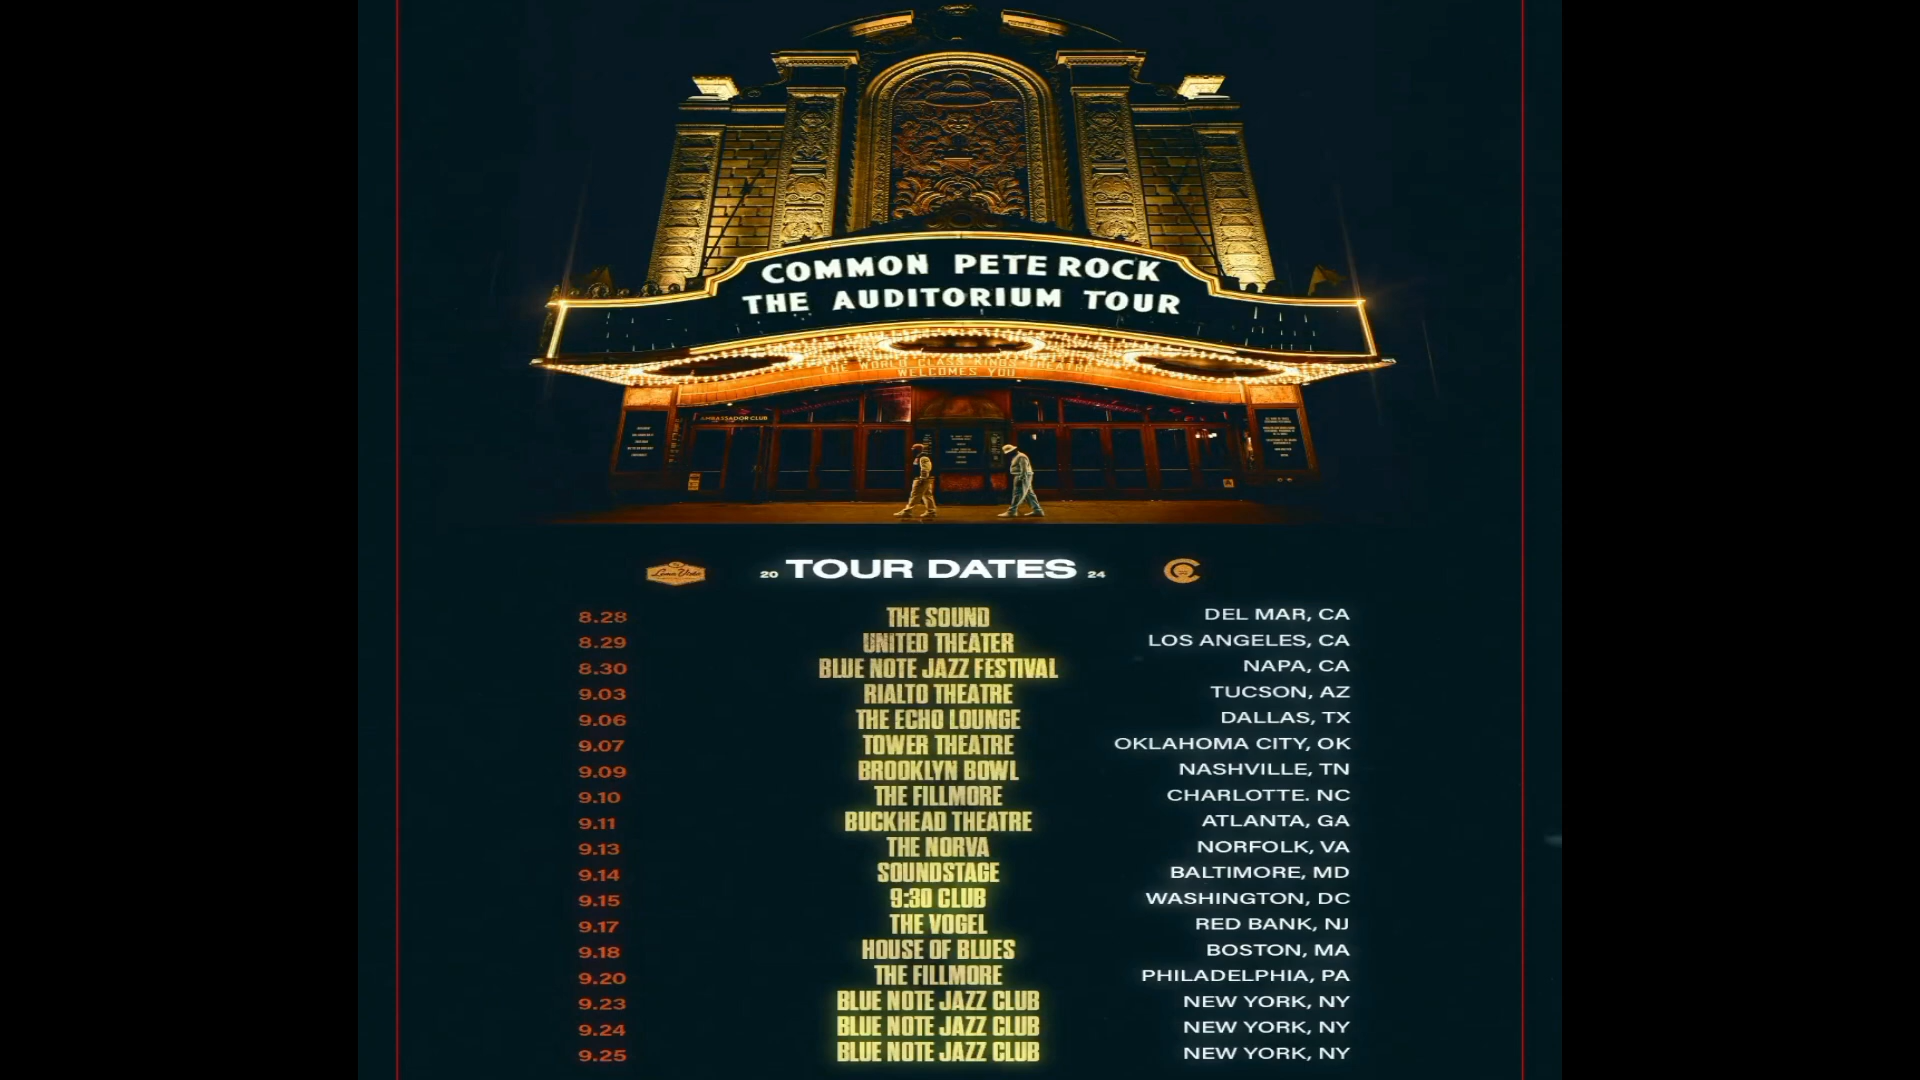 COMMON PETE ROCK
THE AUDITORIUM TOUR
THE WORLD CLASS KINGS THEATRE
WELCOMES YOU
AMBASSADOR CLUB
Loma Vista
20 TOUR DATES 24
8.28 THE SOUND DEL MAR, CA
8.29 UNITED THEATER LOS ANGELES, CA
8.30 BLUE NOTE JAZZ FESTIVAL NAPA, CA
9.03 RIALTO THEATRE TUCSON, AZ
9.06 THE ECHO LOUNGE DALLAS, TX
9.07 TOWER THEATRE OKLAHOMA CITY, OK
9.09 BROOKLYN BOWL NASHVILLE, TN
9.10 THE FILLMORE CHARLOTTE. NC
9.11 BUCKHEAD THEATRE ATLANTA, GA
9.13 THE NORVA NORFOLK, VA
9.14 SOUNDSTAGE BALTIMORE, MD
9.15 9:30 CLUB WASHINGTON, DC
9.17 THE VOGEL RED BANK, NJ
9.18 HOUSE OF BLUES BOSTON, MA
9.20 THE FILLMORE PHILADELPHIA, PA
9.23 BLUE NOTE JAZZ CLUB NEW YORK, NY
9.24 BLUE NOTE JAZZ CLUB NEW YORK, NY
9.25 BLUE NOTE JAZZ CLUB NEW YORK, NY